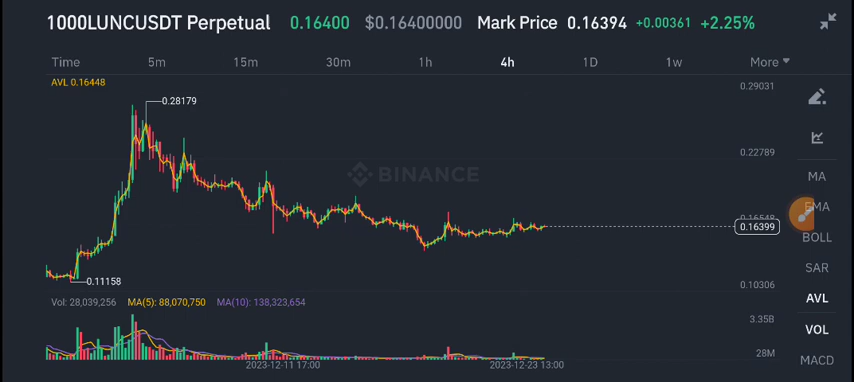 1000LUNCUSDT Perpetual 0.16400 $0.16400000 Mark Price 0.16394 +0.00361 +2.25%
Time 5m 15m 30m 1h 4h 1D 1w More
AVL 0.16448
0.29031
0.28179
0.22789
BINANCE
MA
EMA
0.16548
0.16399
BOLL
SAR
0.11158
0.10306
Vol: 28,039,256 MA(5): 88,070,750 MA(10): 138,323,654
AVL
3.35B
VOL
28M
MACD
2023-12-11 17:00 2023-12-23 13:00